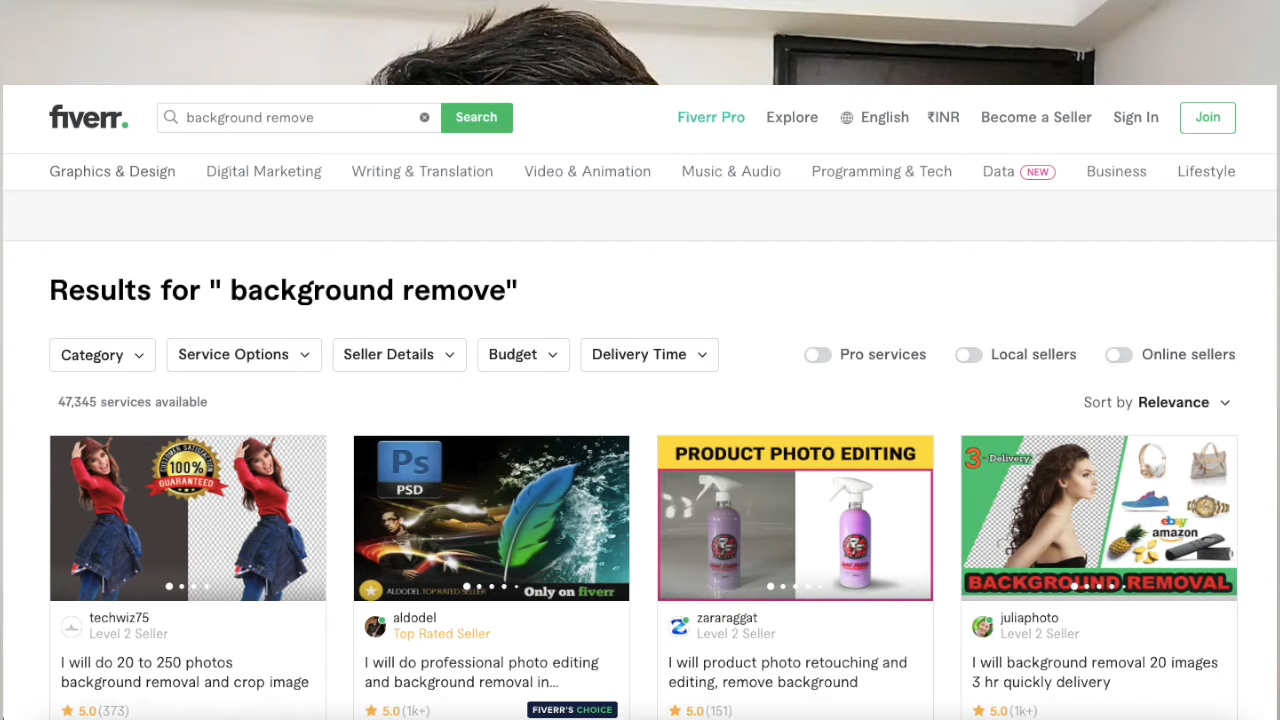 fiverr.
background remove
Search
Fiverr Pro
Explore
English
₹INR
Become a Seller
Sign In
Join
Graphics & Design
Digital Marketing
Writing & Translation
Video & Animation
Music & Audio
Programming & Tech
Data NEW
Business
Lifestyle
Results for " background remove"
Category
Service Options
Seller Details
Budget
Delivery Time
Pro services
Local sellers
Online sellers
47,345 services available
Sort by Relevance
CUSTOMER SATISFACTION
100%
GUARANTEED
techwiz75
Level 2 Seller
I will do 20 to 250 photos
background removal and crop image
5.0 (373)
Ps
PSD
ALDODEL TOP RATED SELLER
Only on fiverr
aldodel
Top Rated Seller
I will do professional photo editing
and background removal in...
5.0 (1k+)
FIVERR'S CHOICE
PRODUCT PHOTO EDITING
zararaggat
Level 2 Seller
I will product photo retouching and
editing, remove background
5.0 (151)
Delivery
ebay
amazon
BACKGROUND REMOVAL
juliaphoto
Level 2 Seller
I will background removal 20 images
3 hr quickly delivery
5.0 (1k+)